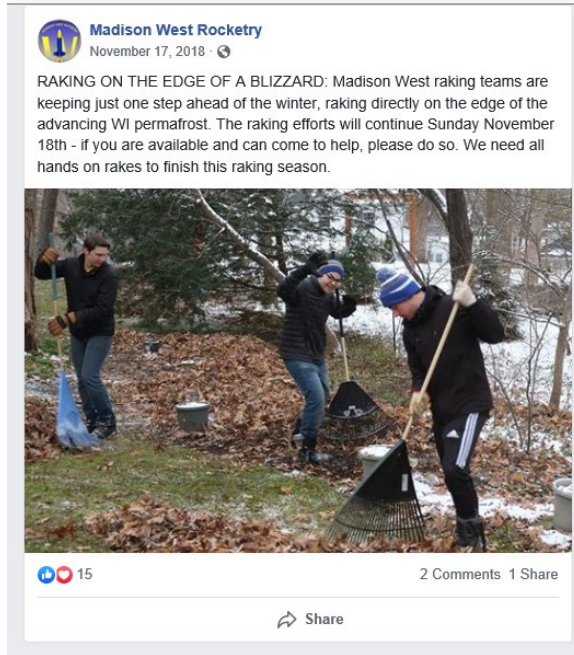 Madison West Rocketry
November 17, 2018 ·
RAKING ON THE EDGE OF A BLIZZARD: Madison West raking teams are
keeping just one step ahead of the winter, raking directly on the edge of the
advancing WI permafrost. The raking efforts will continue Sunday November
18th - if you are available and can come to help, please do so. We need all
hands on rakes to finish this raking season.
15
2 Comments 1 Share
Share